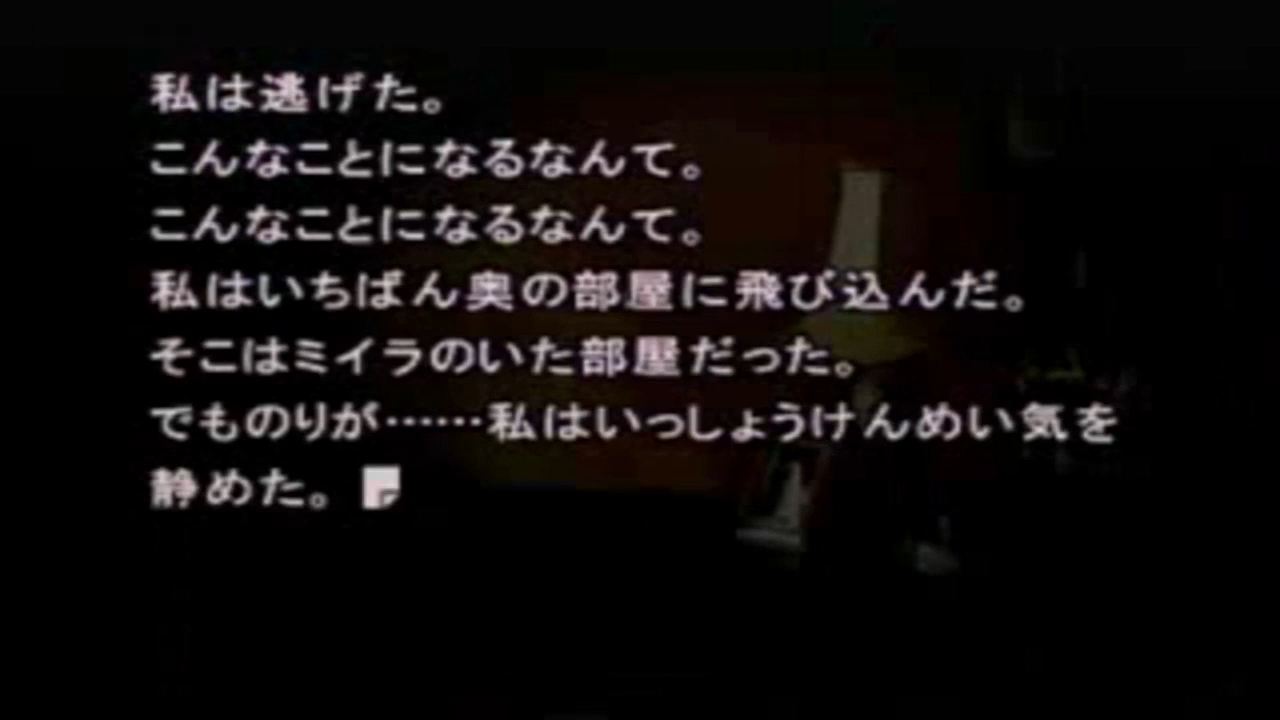 私は逃げた。
こんなことになるなんて。
こんなことになるなんて。
私はいちばん奥の部屋に飛び込んだ。
そこはミイラのいた部屋だった。
でものりが……私はいっしょうけんめい気を
静めた。